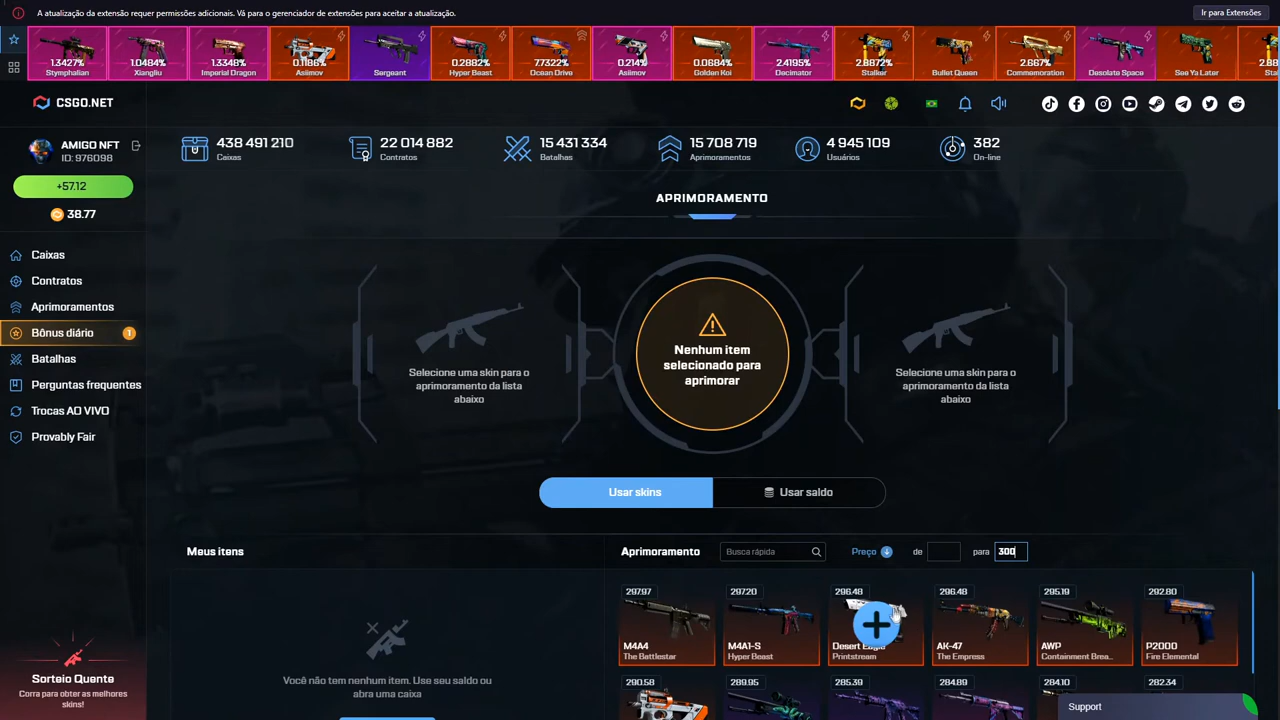 A atualização da extensão requer permissões adicionais. Vá para o gerenciador de extensões para aceitar a atualização.
Ir para Extensões
1.3427%
Stymphalian
1.0484%
Xiangliu
1.3348%
Imperial Dragon
0.1186%
Asiimov
Sergeant
0.2882%
Hyper Beast
7.7322%
Ocean Drive
0.214%
Asiimov
0.0684%
Golden Koi
2.4195%
Decimator
2.8872%
Stalker
Bullet Queen
2.667%
Commemoration
Desolate Space
See Ya Later
CSGO.NET
AMIGO NFT
ID: 976098
+57.12
38.77
438 491 210
Caixas
22 014 882
Contratos
15 431 334
Batalhas
15 708 719
Aprimoramentos
4 945 109
Usuários
382
On-line
APRIMORAMENTO
Caixas
Contratos
Aprimoramentos
Bônus diário
1
Batalhas
Perguntas frequentes
Trocas AO VIVO
Provably Fair
Selecione uma skin para o
aprimoramento da lista
abaixo
Nenhum item
selecionado para
aprimorar
Selecione uma skin para o
aprimoramento da lista
abaixo
Usar skins
Usar saldo
Meus itens
Aprimoramento
Busca rápida
Preço
de
para
300
Você não tem nenhum item. Use seu saldo ou
abra uma caixa
297.97
M4A4
The Battlestar
297.20
M4A1-S
Hyper Beast
296.48
Desert Eagle
Printstream
296.48
AK-47
The Empress
295.19
AWP
Containment Brea...
292.80
P2000
Fire Elemental
290.58
289.95
285.39
284.89
284.10
282.34
Sorteio Quente
Corra para obter as melhores
skins!
Support